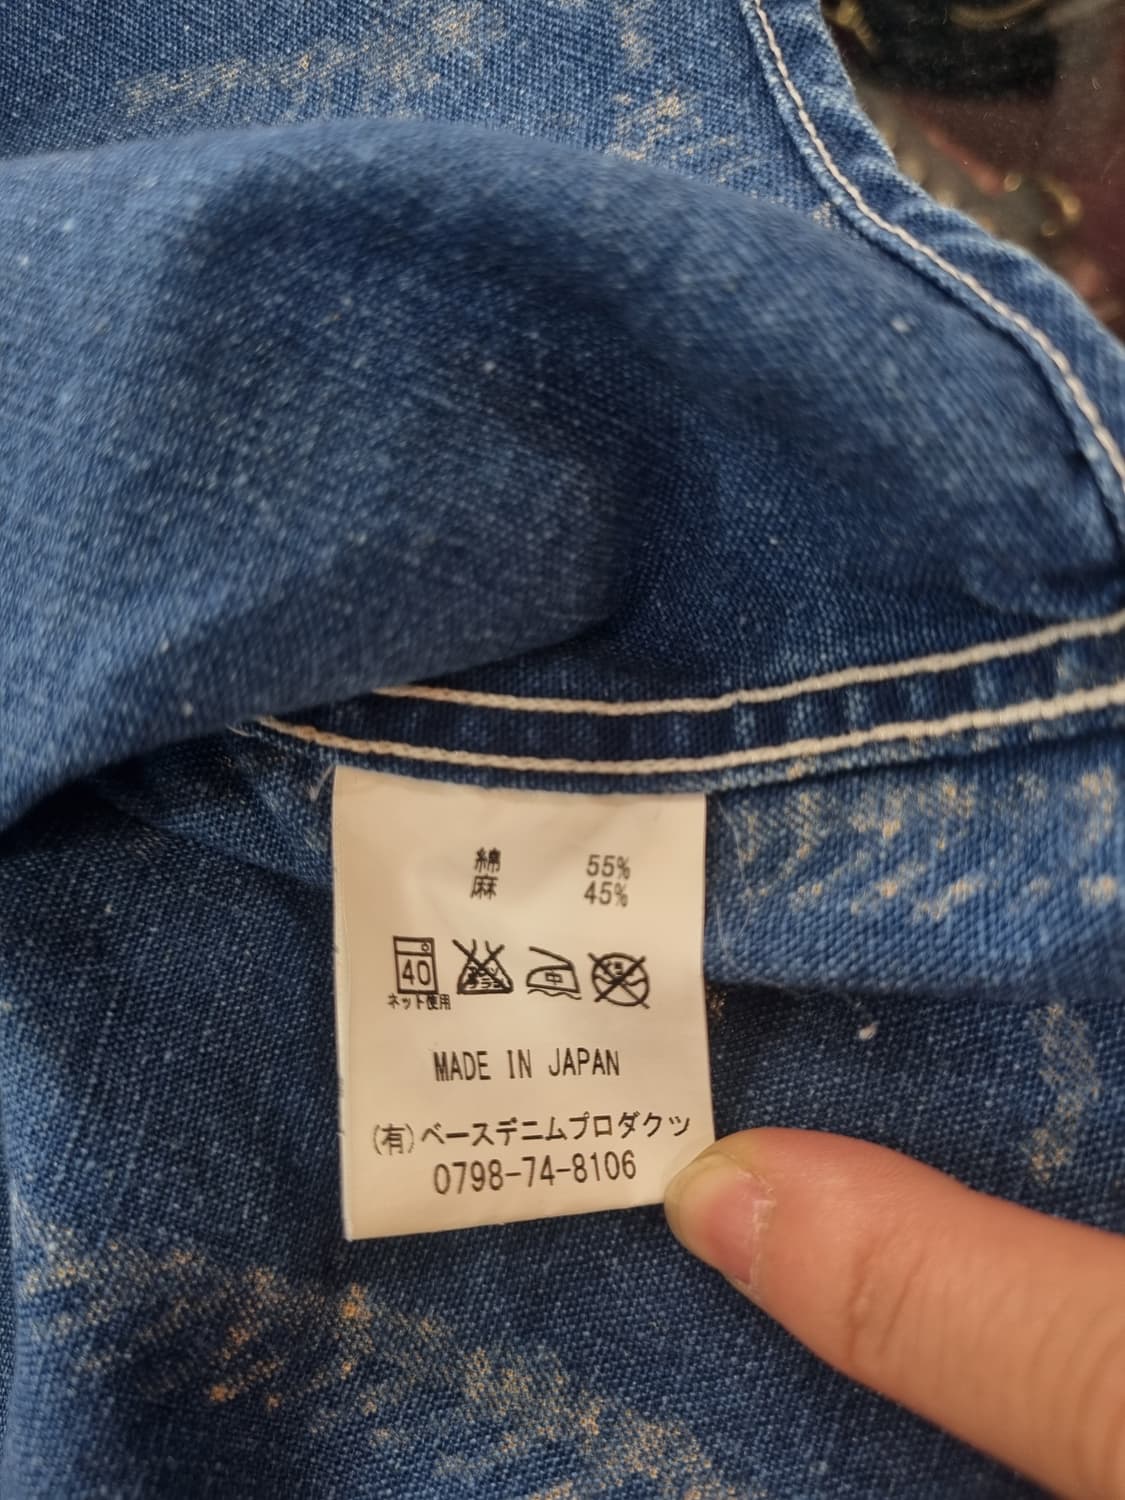 綿 55%
麻 45%
40 中
ネット使用
MADE IN JAPAN
(有)ベースデニムプロダクツ
0798-74-8106